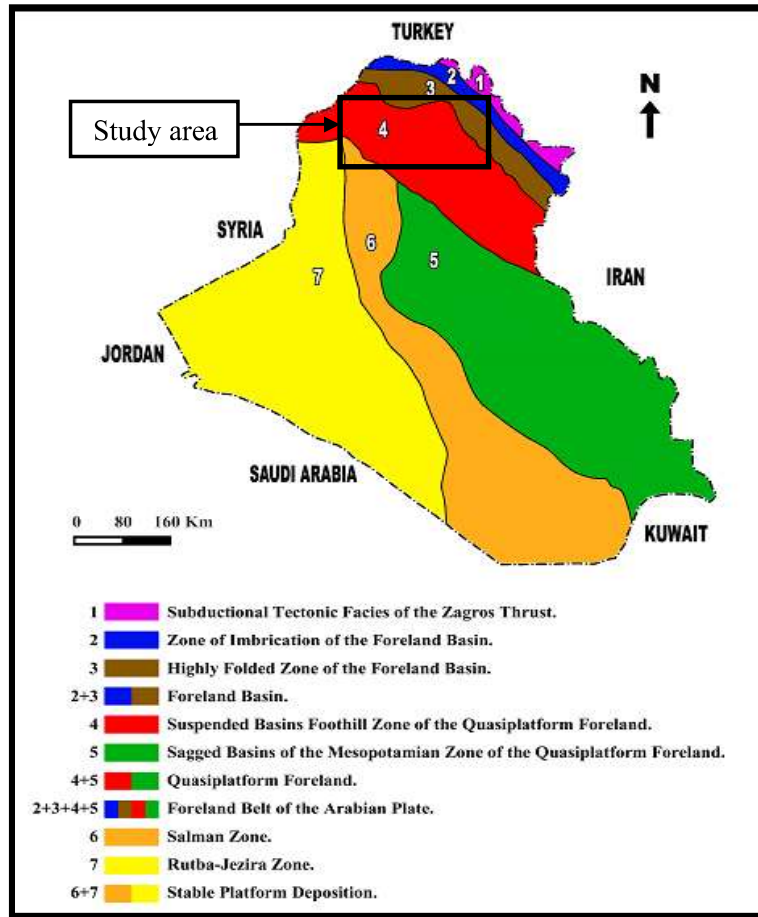 TURKEY
N
1
2
3
Study area
4
SYRIA
6
5
7
IRAN
JORDAN
SAUDI ARABIA
KUWAIT
0 80 160 Km
1 Subductional Tectonic Facies of the Zagros Thrust.
2 Zone of Imbrication of the Foreland Basin.
3 Highly Folded Zone of the Foreland Basin.
2+3 Foreland Basin.
4 Suspended Basins Foothill Zone of the Quasiplatform Foreland.
5 Sagged Basins of the Mesopotamian Zone of the Quasiplatform Foreland.
4+5 Quasiplatform Foreland.
2+3+4+5 Foreland Belt of the Arabian Plate.
6 Salman Zone.
7 Rutba-Jezira Zone.
6+7 Stable Platform Deposition.